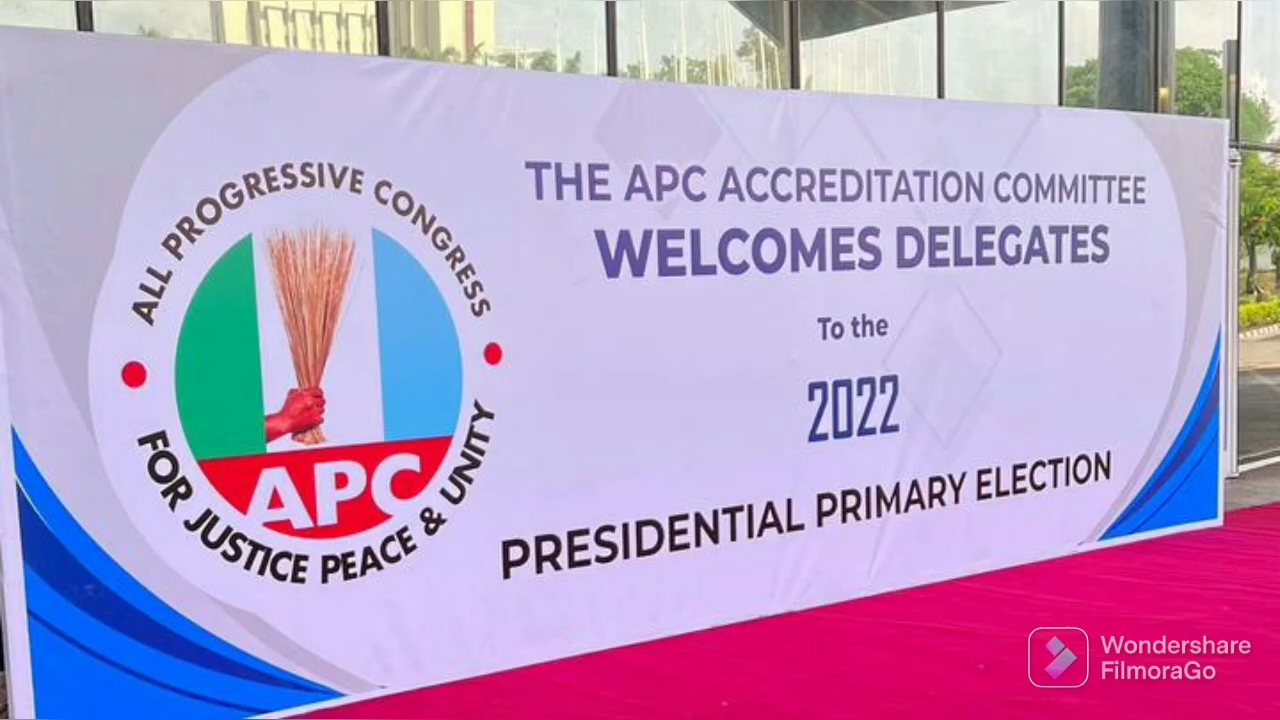 ALL PROGRESSIVE CONGRESS
FOR JUSTICE PEACE & UNITY
APC
THE APC ACCREDITATION COMMITTEE
WELCOMES DELEGATES
To the
2022
PRESIDENTIAL PRIMARY ELECTION
Wondershare
FilmoraGo